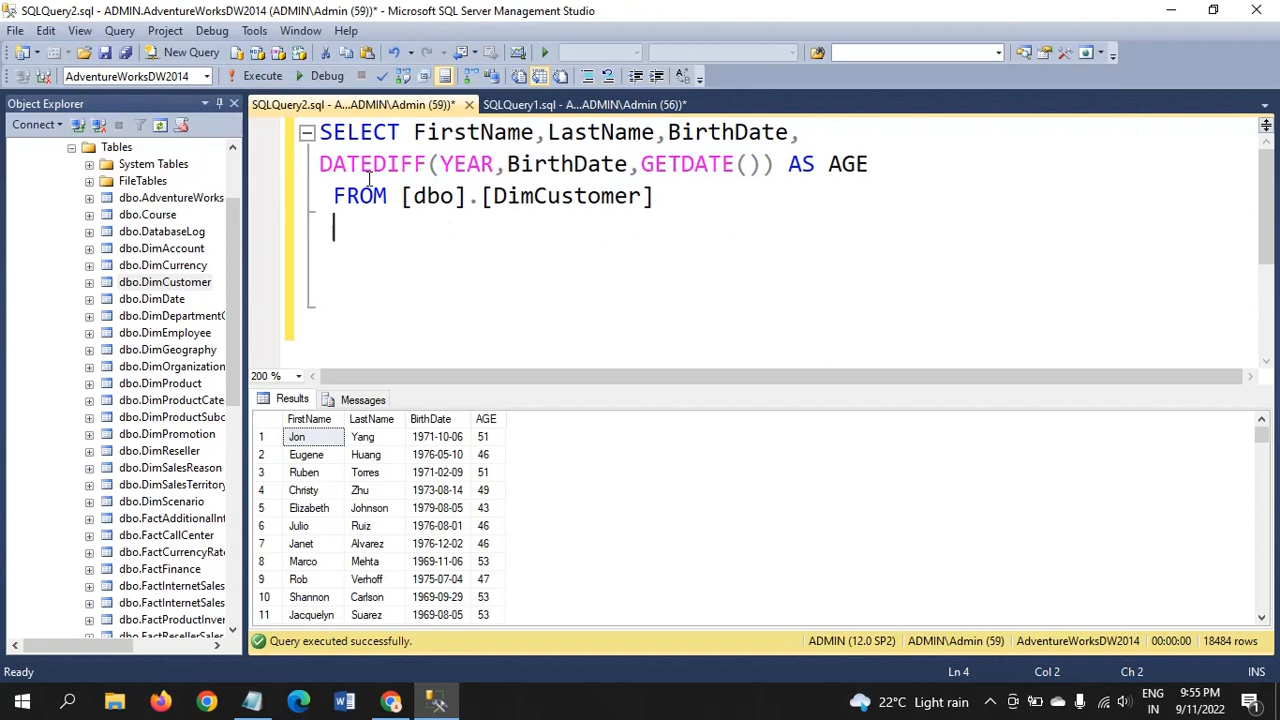 SQLQuery2.sql - ADMIN.AdventureWorksDW2014 (ADMIN\Admin (59))* - Microsoft SQL Server Management Studio
File Edit View Query Project Debug Tools Window Help
New Query
AdventureWorksDW2014 Execute Debug
Object Explorer
Connect
Tables
System Tables
FileTables
dbo.AdventureWorks
dbo.Course
dbo.DatabaseLog
dbo.DimAccount
dbo.DimCurrency
dbo.DimCustomer
dbo.DimDate
dbo.DimDepartmentG
dbo.DimEmployee
dbo.DimGeography
dbo.DimOrganization
dbo.DimProduct
dbo.DimProductCate
dbo.DimProductSubc
dbo.DimPromotion
dbo.DimReseller
dbo.DimSalesReason
dbo.DimSalesTerritory
dbo.DimScenario
dbo.FactAdditionalInt
dbo.FactCallCenter
dbo.FactCurrencyRate
dbo.FactFinance
dbo.FactInternetSales
dbo.FactInternetSales
dbo.FactProductInven
dbo.FactResellerSales
SQLQuery2.sql - A...ADMIN\Admin (59))* SQLQuery1.sql - A...ADMIN\Admin (56))*
SELECT FirstName,LastName,BirthDate,
DATEDIFF(YEAR,BirthDate,GETDATE()) AS AGE
FROM [dbo].[DimCustomer]
200 %
Results Messages
FirstName LastName BirthDate AGE
1 Jon Yang 1971-10-06 51
2 Eugene Huang 1976-05-10 46
3 Ruben Torres 1971-02-09 51
4 Christy Zhu 1973-08-14 49
5 Elizabeth Johnson 1979-08-05 43
6 Julio Ruiz 1976-08-01 46
7 Janet Alvarez 1976-12-02 46
8 Marco Mehta 1969-11-06 53
9 Rob Verhoff 1975-07-04 47
10 Shannon Carlson 1969-09-29 53
11 Jacquelyn Suarez 1969-08-05 53
Query executed successfully. ADMIN (12.0 SP2) ADMIN\Admin (59) AdventureWorksDW2014 00:00:00 18484 rows
Ready Ln 4 Col 2 Ch 2 INS
22°C Light rain ENG IN 9:55 PM 9/11/2022